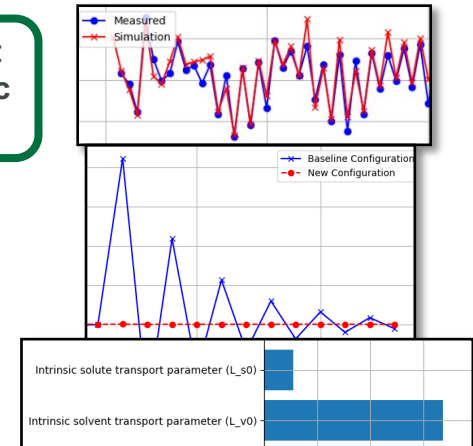 c
Measured
Simulation
Baseline Configuration
New Configuration
Intrinsic solute transport parameter (L_s0)
Intrinsic solvent transport parameter (L_v0)